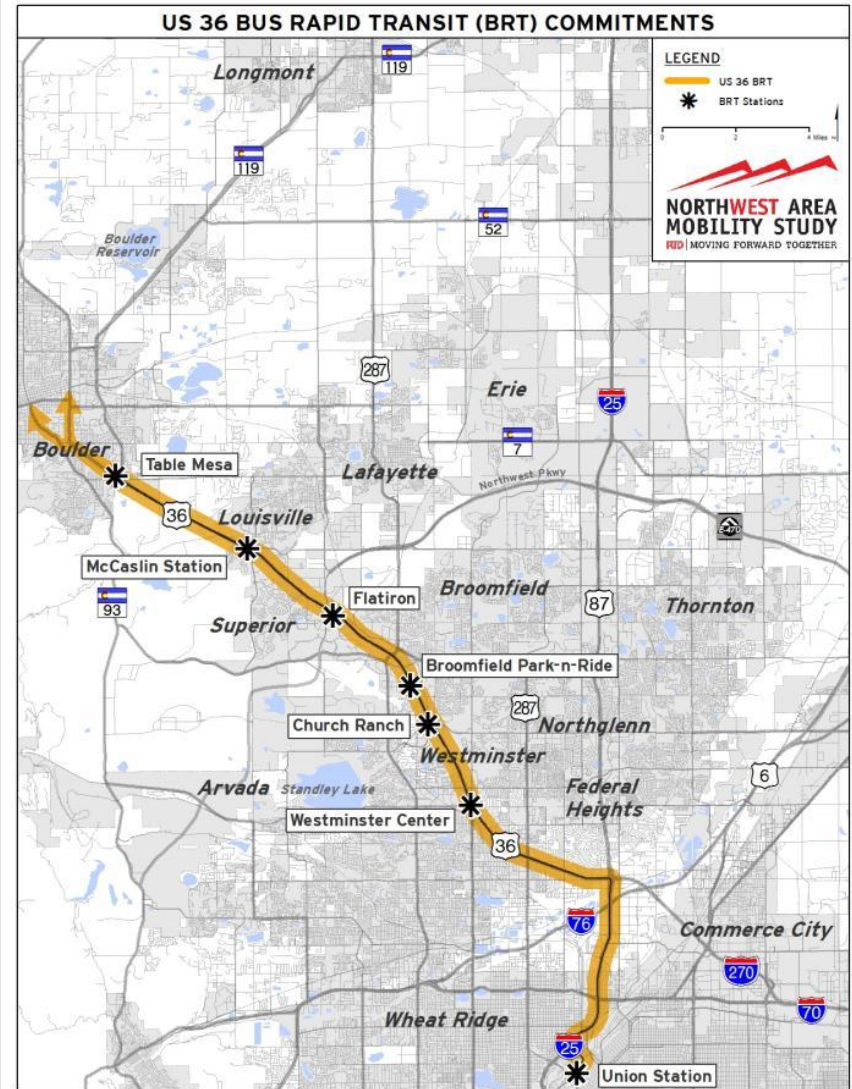 US 36 BUS RAPID TRANSIT (BRT) COMMITMENTS
LEGEND
US 36 BRT
BRT Stations
0 2 4 Miles
NORTHWEST AREA
MOBILITY STUDY
RTD | MOVING FORWARD TOGETHER
Longmont
119
119
52
Boulder
Reservoir
287
Erie
25
7
Boulder
Table Mesa
Lafayette
Northwest Pkwy
36
Louisville
E-470
McCaslin Station
93
Flatiron
Broomfield
87
Thornton
Superior
Broomfield Park-n-Ride
287
Church Ranch
Northglenn
Westminster
6
Arvada
Standley Lake
Federal
Heights
Westminster Center
36
76
Commerce City
270
70
Wheat Ridge
25
Union Station